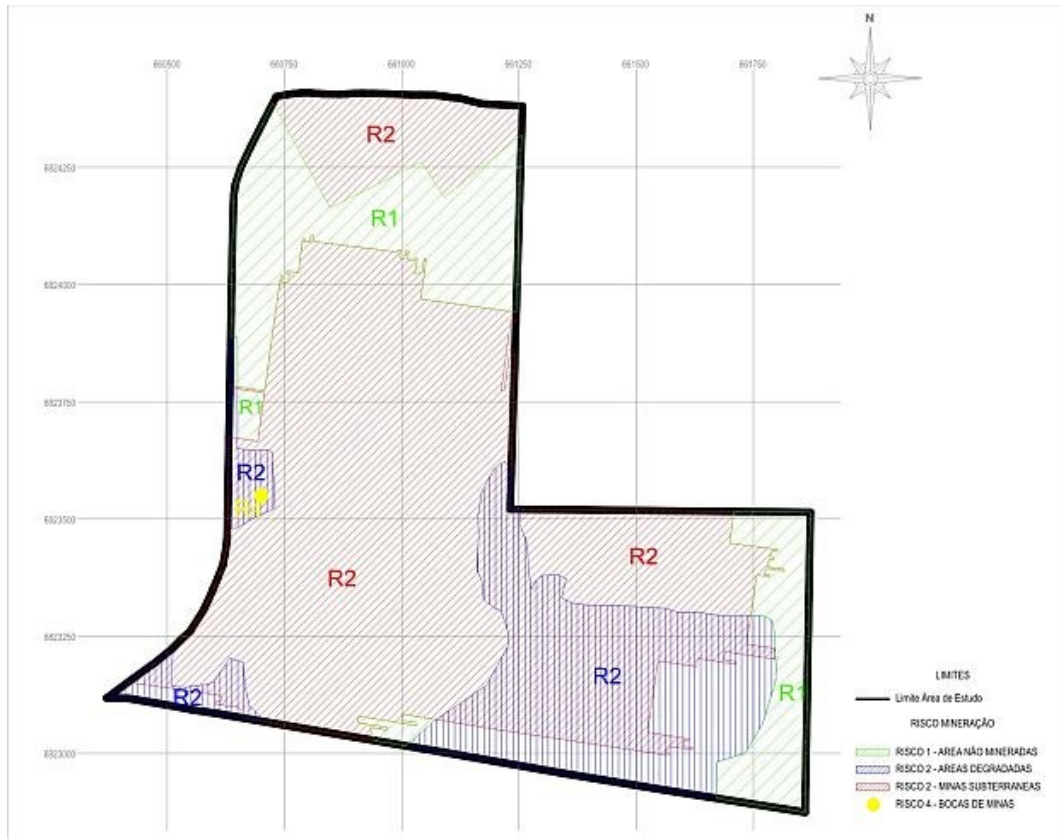 N
660500 660750 661000 661250 661500 661750
R2
6824250
R1
6824000
6823750
R1
R2
6823500
R2
R2
6823250
R2
R2
R1
6823000
LIMITES
Limite Área de Estudo
RISCO MINERAÇÃO
RISCO 1 - AREA NÃO MINERADAS
RISCO 2 - AREAS DEGRADADAS
RISCO 2 - MINAS SUBTERRANEAS
RISCO 4 - BOCAS DE MINAS